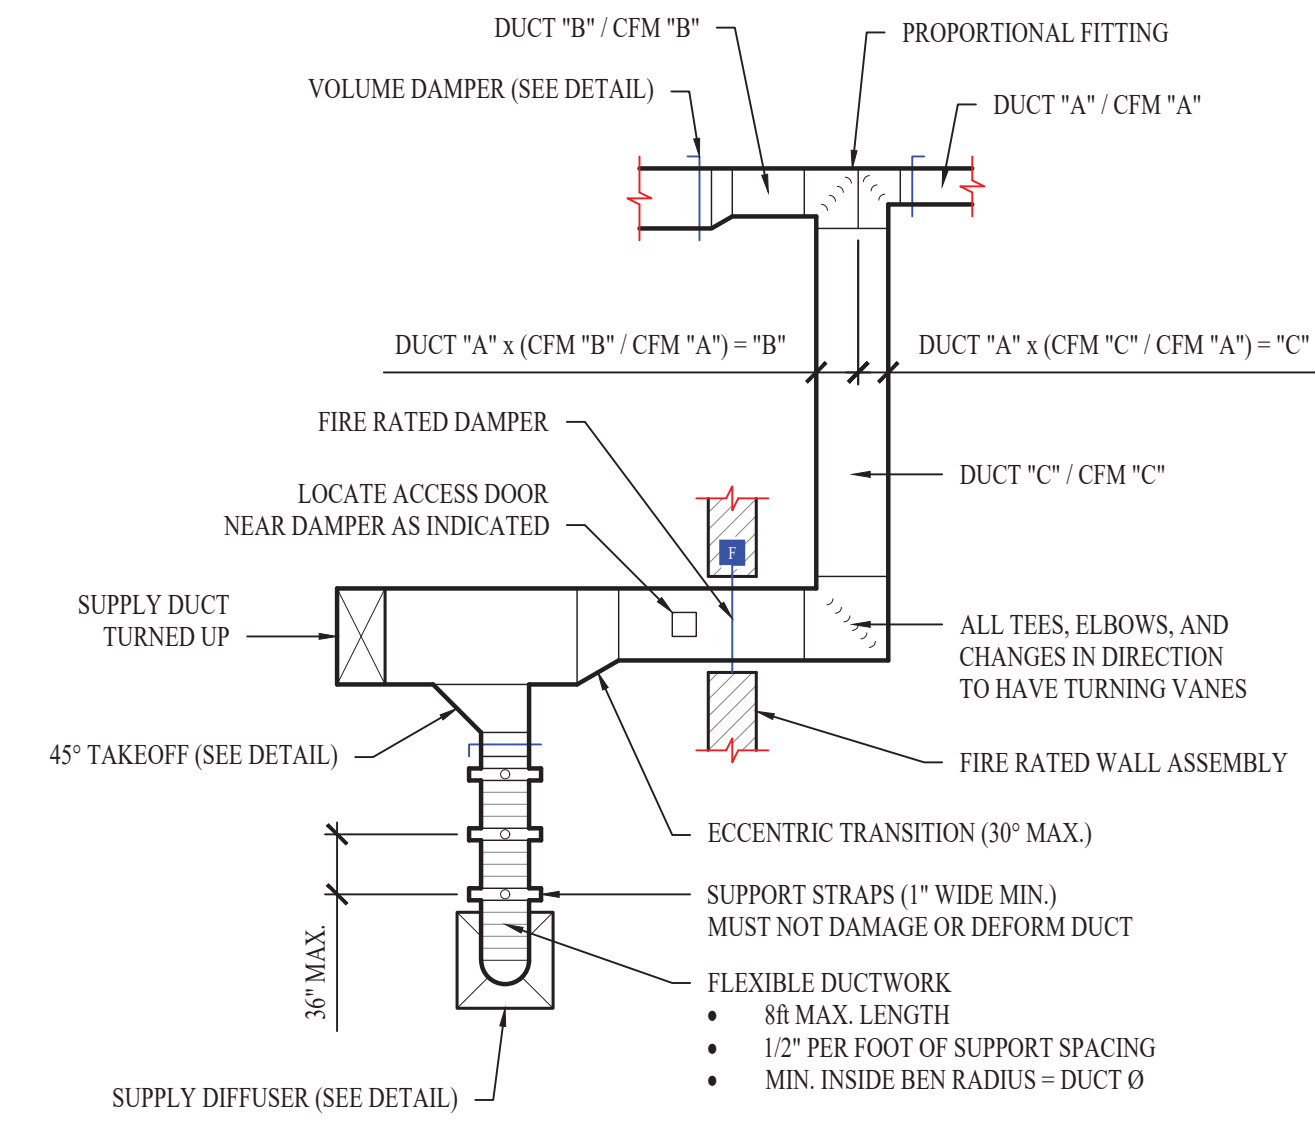 DUCT "B" / CFM "B"
PROPORTIONAL FITTING
VOLUME DAMPER (SEE DETAIL)
DUCT "A" / CFM "A"
DUCT "A" x (CFM "B" / CFM "A") = "B"
DUCT "A" x (CFM "C" / CFM "A") = "C"
FIRE RATED DAMPER
DUCT "C" / CFM "C"
LOCATE ACCESS DOOR
NEAR DAMPER AS INDICATED
F
SUPPLY DUCT
TURNED UP
ALL TEES, ELBOWS, AND
CHANGES IN DIRECTION
TO HAVE TURNING VANES
45° TAKEOFF (SEE DETAIL)
FIRE RATED WALL ASSEMBLY
ECCENTRIC TRANSITION (30° MAX.)
SUPPORT STRAPS (1" WIDE MIN.)
MUST NOT DAMAGE OR DEFORM DUCT
36" MAX.
FLEXIBLE DUCTWORK
• 8ft MAX. LENGTH
• 1/2" PER FOOT OF SUPPORT SPACING
• MIN. INSIDE BEN RADIUS = DUCT Ø
SUPPLY DIFFUSER (SEE DETAIL)